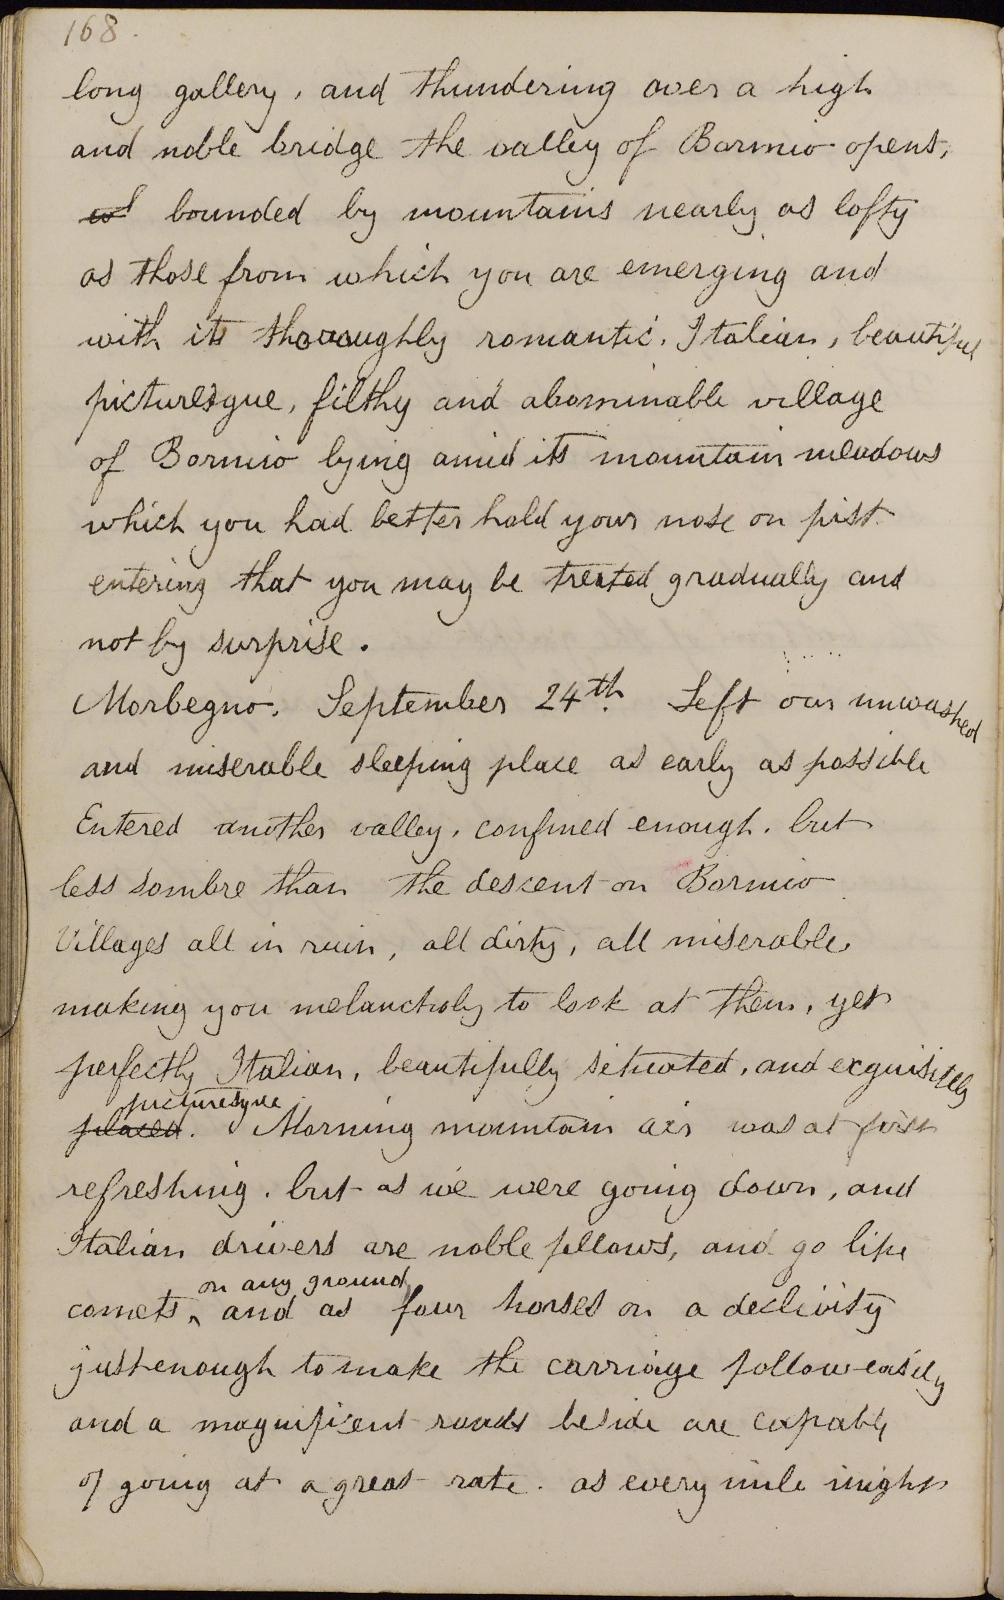 168.
long gallery, and thundering over a high
and noble bridge the valley of Bormio opens,
bounded by mountains nearly as lofty
as those from which you are emerging and
with its thoroughly romantic, Italian, beautiful
picturesque, filthy and abominable village
of Bormio lying amid its mountain meadows
which you had better hold your nose on first
entering that you may be treated gradually and
not by surprise.
Morbegno. September 24th. Left our unwashed
and miserable sleeping place as early as possible
Entered another valley, confined enough, but
less sombre than the descent on Bormio
Villages all in ruin, all dirty, all miserable
making you melancholy to look at them, yet
perfectly Italian, beautifully situated, and exquisitely
picturesque
placed. Morning mountain air was at first
refreshing, but as we were going down, and
Italian drivers are noble fellows, and go like
on any ground
comets, and as four horses on a declivity
just enough to make the carriage follow easily
and a magnificent roads beside are capable
of going at a great rate. as every mile might